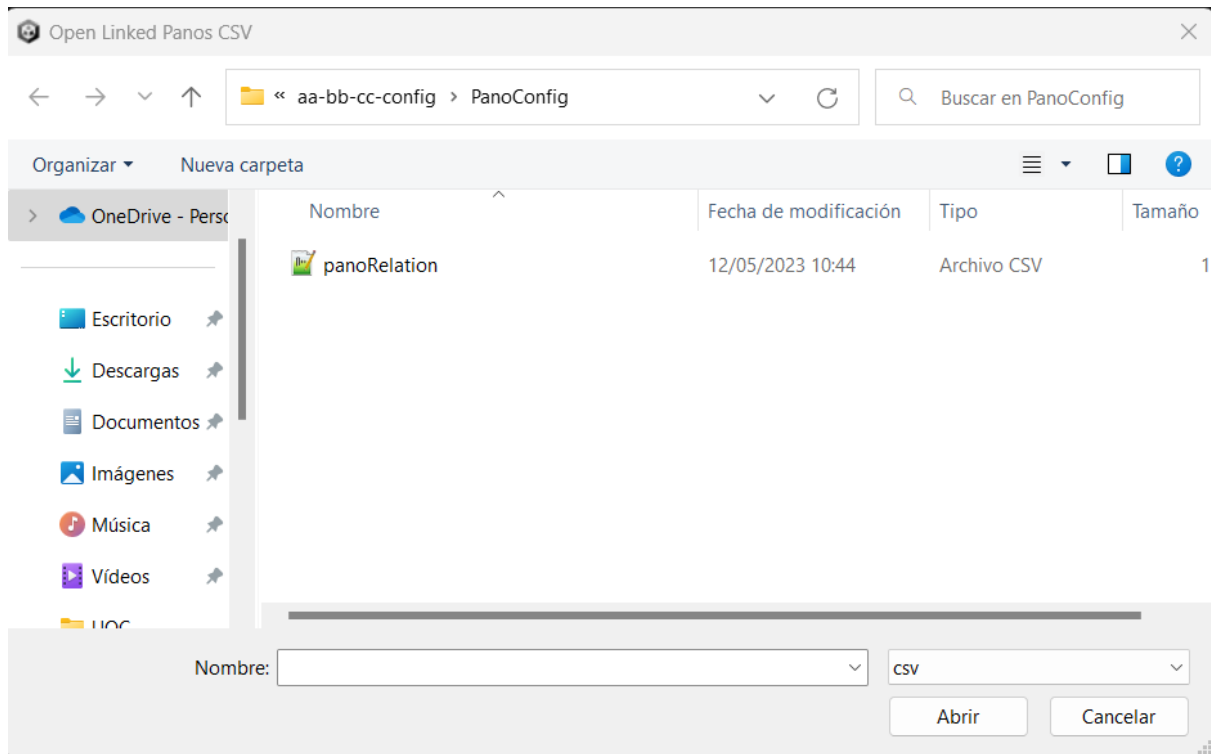 Open Linked Panos CSV
« aa-bb-cc-config > PanoConfig
Buscar en PanoConfig
Organizar
Nueva carpeta
OneDrive - Perso
Nombre
Fecha de modificación
Tipo
Tamaño
panoRelation
12/05/2023 10:44
Archivo CSV
1
Escritorio
Descargas
Documentos
Imágenes
Música
Vídeos
UOC
Nombre:
csv
Abrir
Cancelar